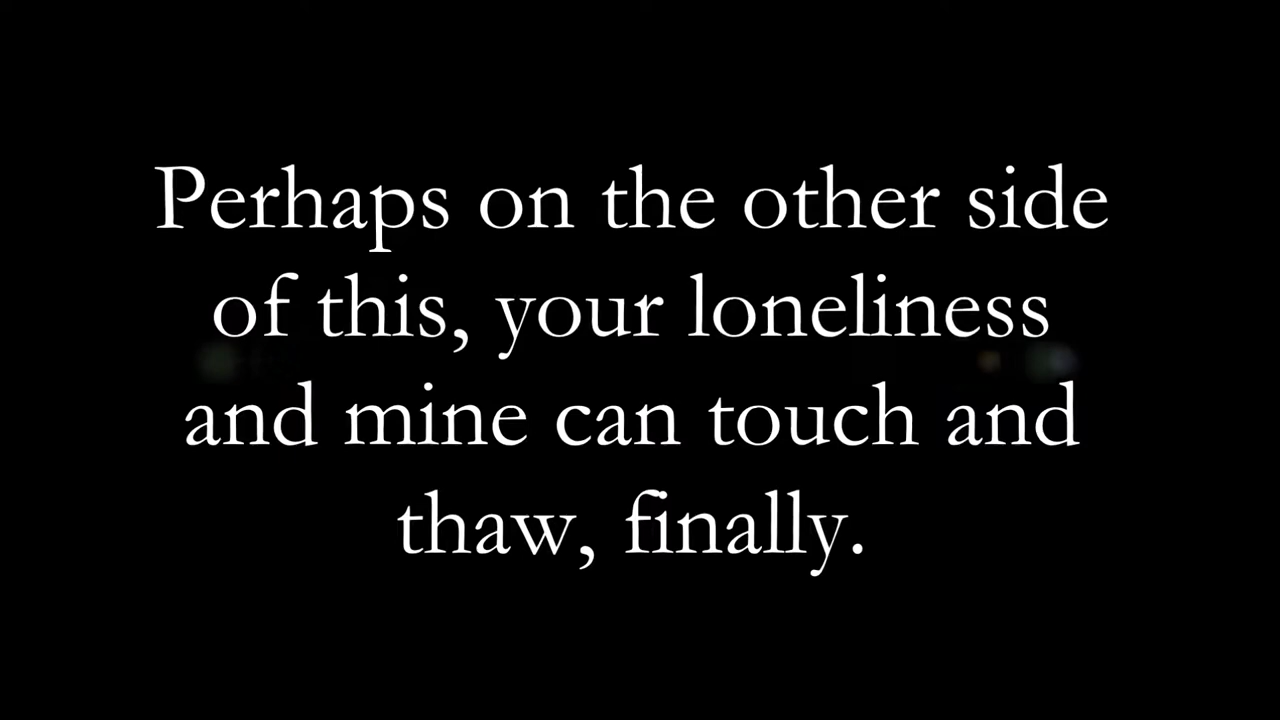 Perhaps on the other side
of this, your loneliness
and mine can touch and
thaw, finally.